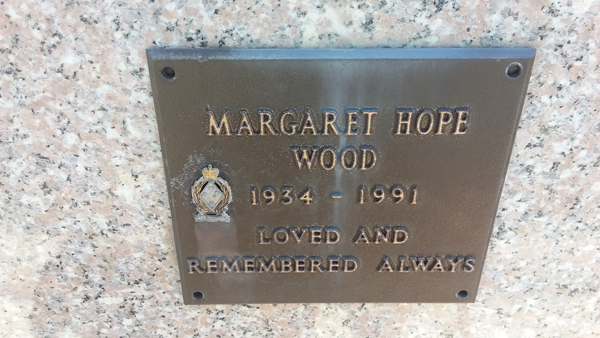 MARGARET HOPE
WOOD
1934 - 1991
LOVED AND
REMEMBERED ALWAYS